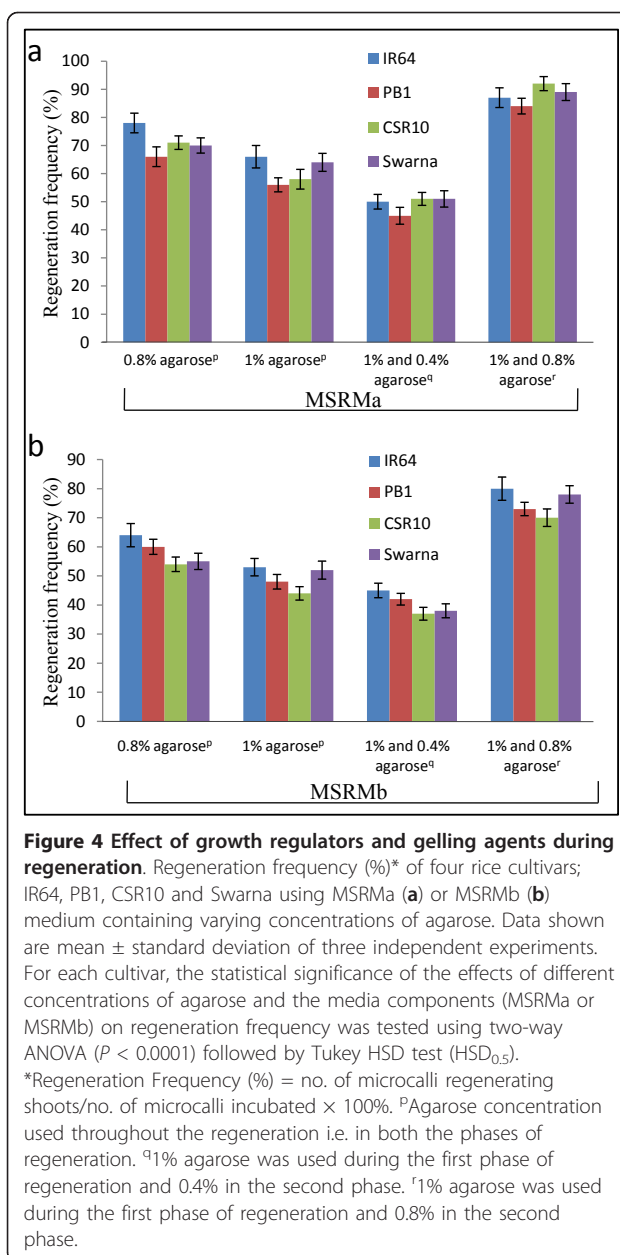 a
Regeneration frequency (%)
100
90
80
70
60
50
40
30
20
10
0
IR64
PB1
CSR10
Swarna
0.8% agaroseᵖ
1% agaroseᵖ
1% and 0.4%
agarose^q
1% and 0.8%
agaroseʳ
MSRMa
b
Regeneration frequency (%)
90
80
70
60
50
40
30
20
10
0
IR64
PB1
CSR10
Swarna
0.8% agaroseᵖ
1% agaroseᵖ
1% and 0.4%
agarose^q
1% and 0.8%
agaroseʳ
MSRMb
Figure 4 Effect of growth regulators and gelling agents during
regeneration. Regeneration frequency (%)* of four rice cultivars;
IR64, PB1, CSR10 and Swarna using MSRMa (a) or MSRMb (b)
medium containing varying concentrations of agarose. Data shown
are mean ± standard deviation of three independent experiments.
For each cultivar, the statistical significance of the effects of different
concentrations of agarose and the media components (MSRMa or
MSRMb) on regeneration frequency was tested using two-way
ANOVA (P < 0.0001) followed by Tukey HSD test (HSD₀.₅).
*Regeneration Frequency (%) = no. of microcalli regenerating
shoots/no. of microcalli incubated × 100%. ᵖAgarose concentration
used throughout the regeneration i.e. in both the phases of
regeneration. ^q1% agarose was used during the first phase of
regeneration and 0.4% in the second phase. ʳ1% agarose was used
during the first phase of regeneration and 0.8% in the second
phase.